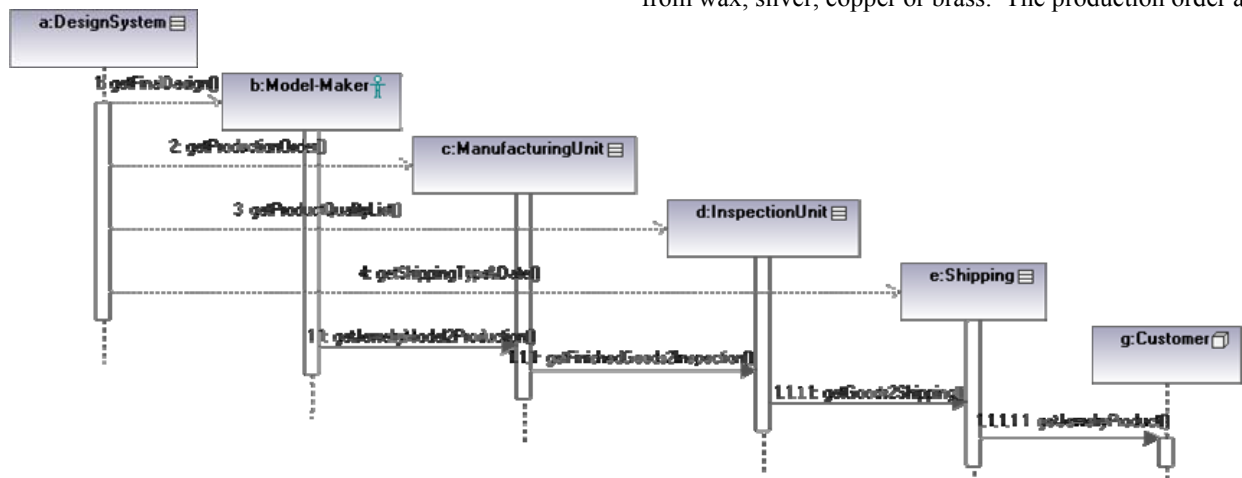 from wax, silver, copper or brass. The production order a
a:DesignSystem
1: getFinalDesign()
b:Model-Maker
2: getProductionOrder()
c:ManufacturingUnit
3: getProductQualityList()
d:InspectionUnit
4: getShippingType&Date()
e:Shipping
1.1: getJewelryModel2Production()
g:Customer
1.1.1: getFinishedGoods2Inspection()
1.1.1.1: getGoods2Shipping()
1.1.1.1.1: getJewelryProduct()